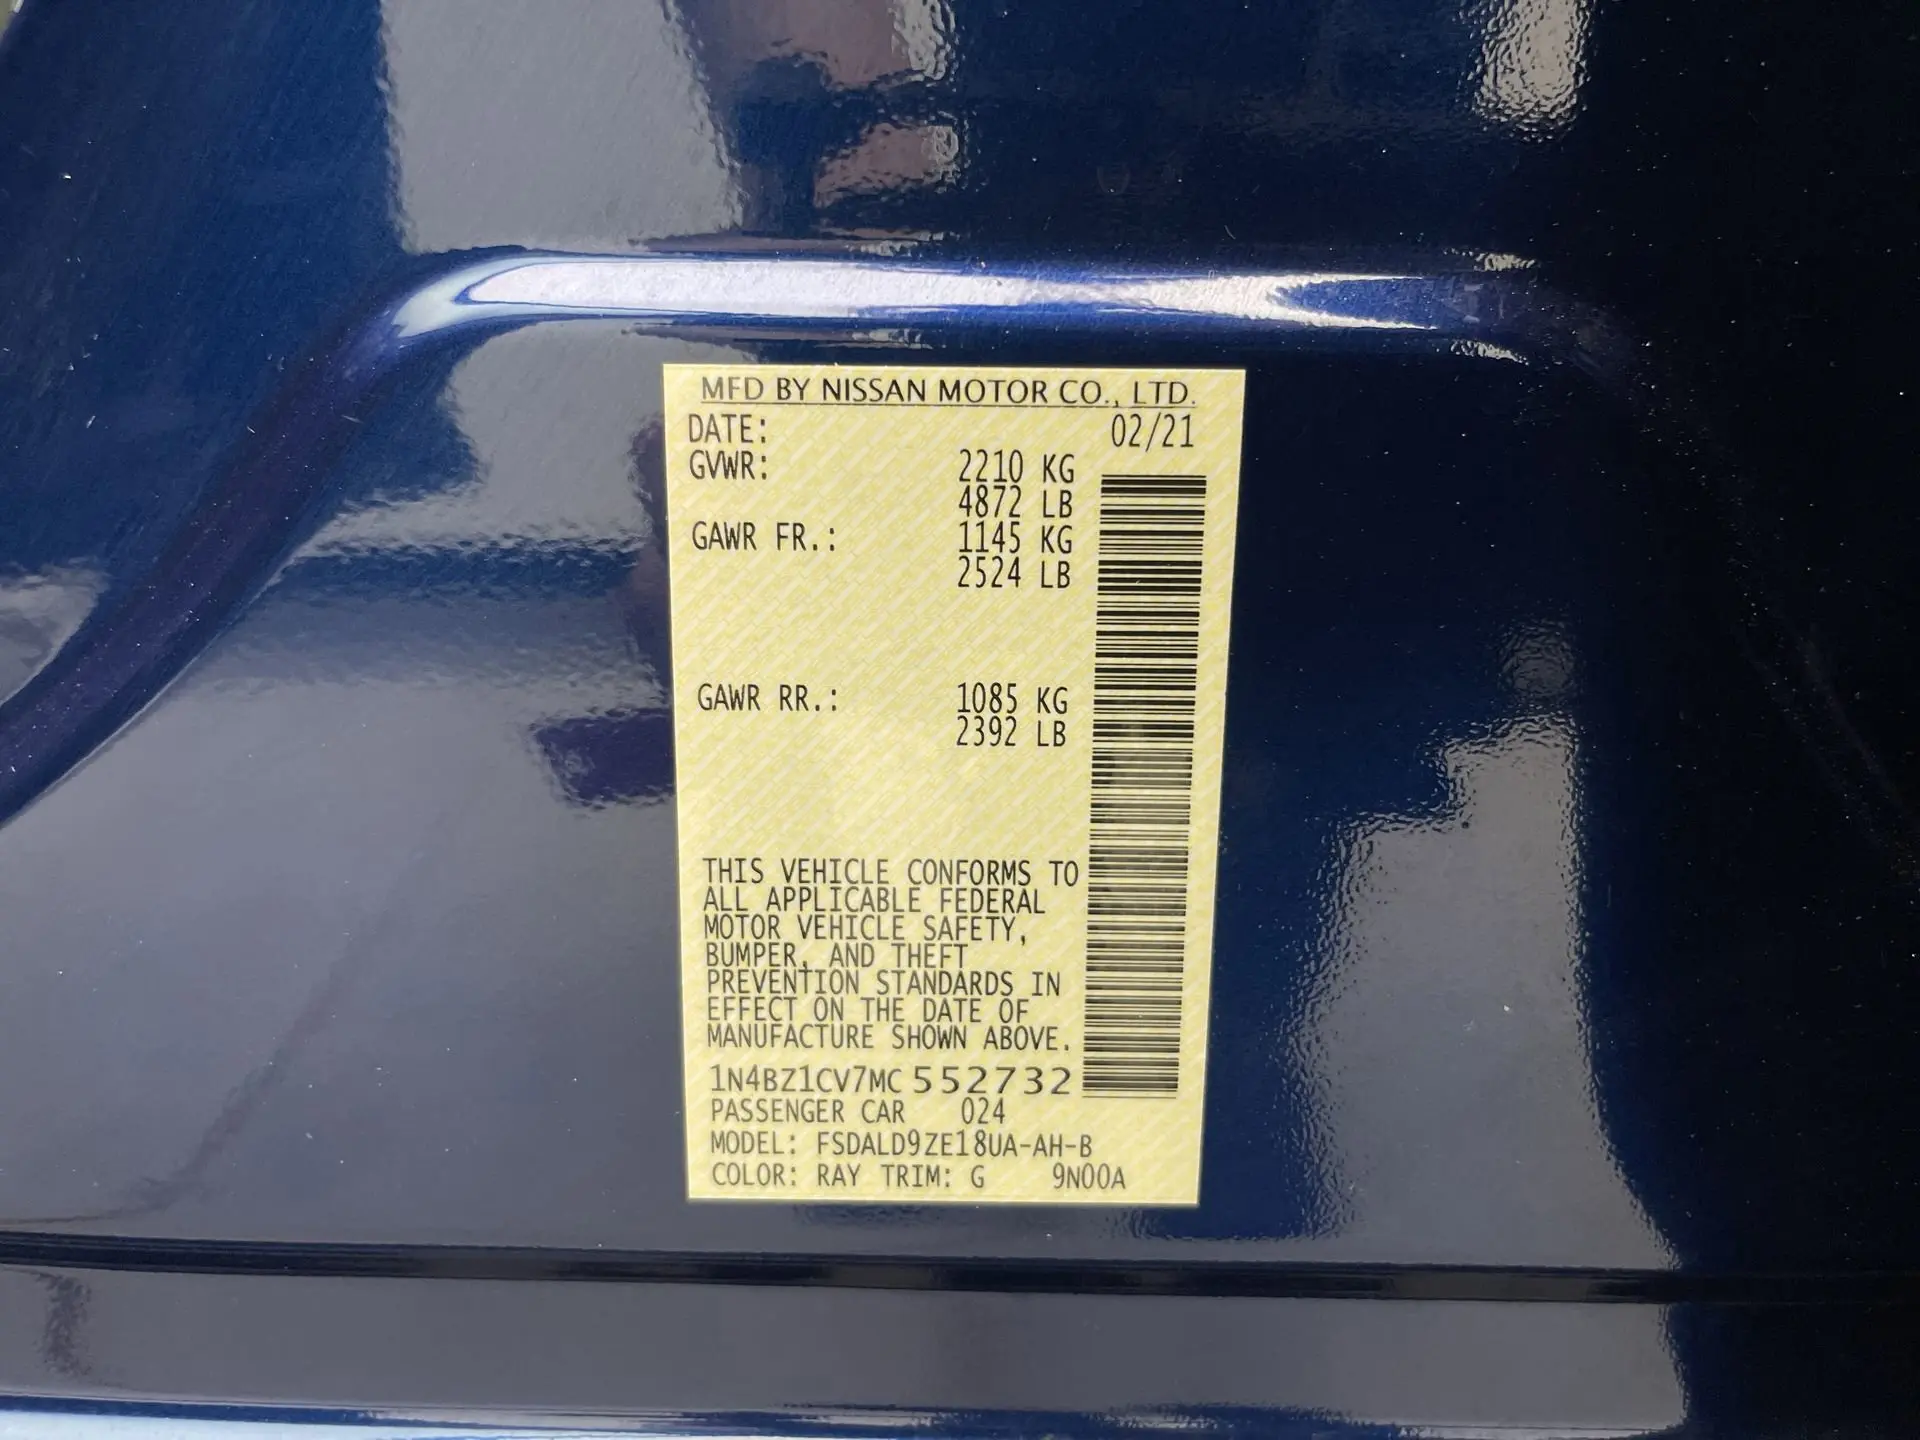 MFD BY NISSAN MOTOR CO., LTD.
DATE: 02/21
GVWR: 2210 KG
4872 LB
GAWR FR.: 1145 KG
2524 LB
GAWR RR.: 1085 KG
2392 LB
THIS VEHICLE CONFORMS TO
ALL APPLICABLE FEDERAL
MOTOR VEHICLE SAFETY,
BUMPER, AND THEFT
PREVENTION STANDARDS IN
EFFECT ON THE DATE OF
MANUFACTURE SHOWN ABOVE.
1N4BZ1CV7MC552732
PASSENGER CAR 024
MODEL: FSDALD9ZE18UA-AH-B
COLOR: RAY TRIM: G 9N00A